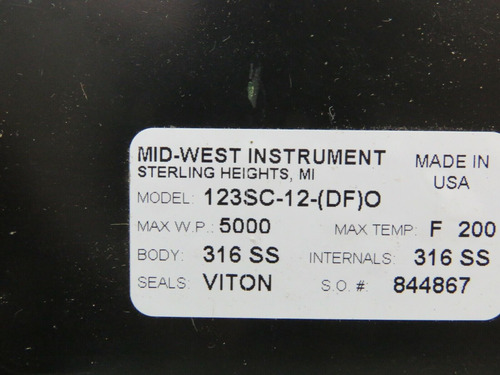 MID-WEST INSTRUMENT
STERLING HEIGHTS, MI
MADE IN
USA
MODEL: 123SC-12-(DF)O
MAX W.P.: 5000 MAX TEMP: F 200
BODY: 316 SS INTERNALS: 316 SS
SEALS: VITON S.O. #: 844867